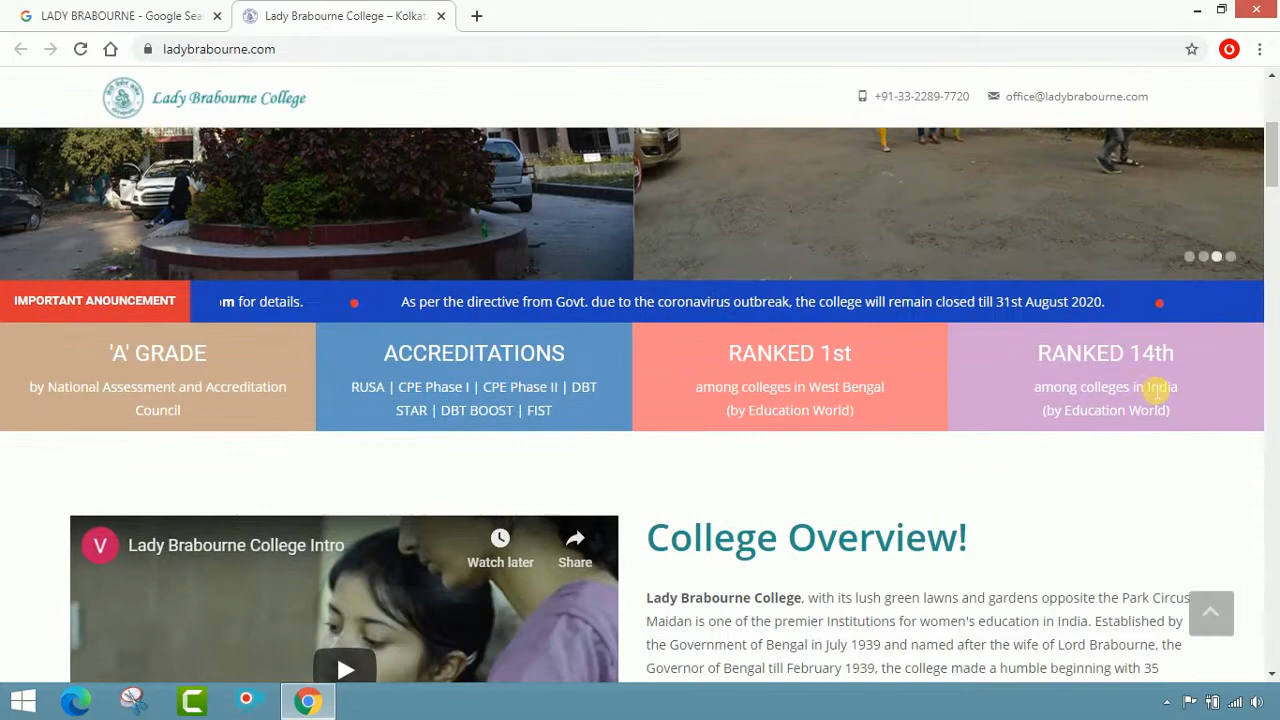 LADY BRABOURNE - Google Sea
Lady Brabourne College – Kolkat
ladybrabourne.com
Lady Brabourne College
+91-33-2289-7720
office@ladybrabourne.com
IMPORTANT ANOUNCEMENT
om for details.
As per the directive from Govt. due to the coronavirus outbreak, the college will remain closed till 31st August 2020.
'A' GRADE
by National Assessment and Accreditation
Council
ACCREDITATIONS
RUSA | CPE Phase I | CPE Phase II | DBT
STAR | DBT BOOST | FIST
RANKED 1st
among colleges in West Bengal
(by Education World)
RANKED 14th
among colleges in India
(by Education World)
V
Lady Brabourne College Intro
Watch later
Share
College Overview!
Lady Brabourne College, with its lush green lawns and gardens opposite the Park Circus
Maidan is one of the premier Institutions for women's education in India. Established by
the Government of Bengal in July 1939 and named after the wife of Lord Brabourne, the
Governor of Bengal till February 1939, the college made a humble beginning with 35